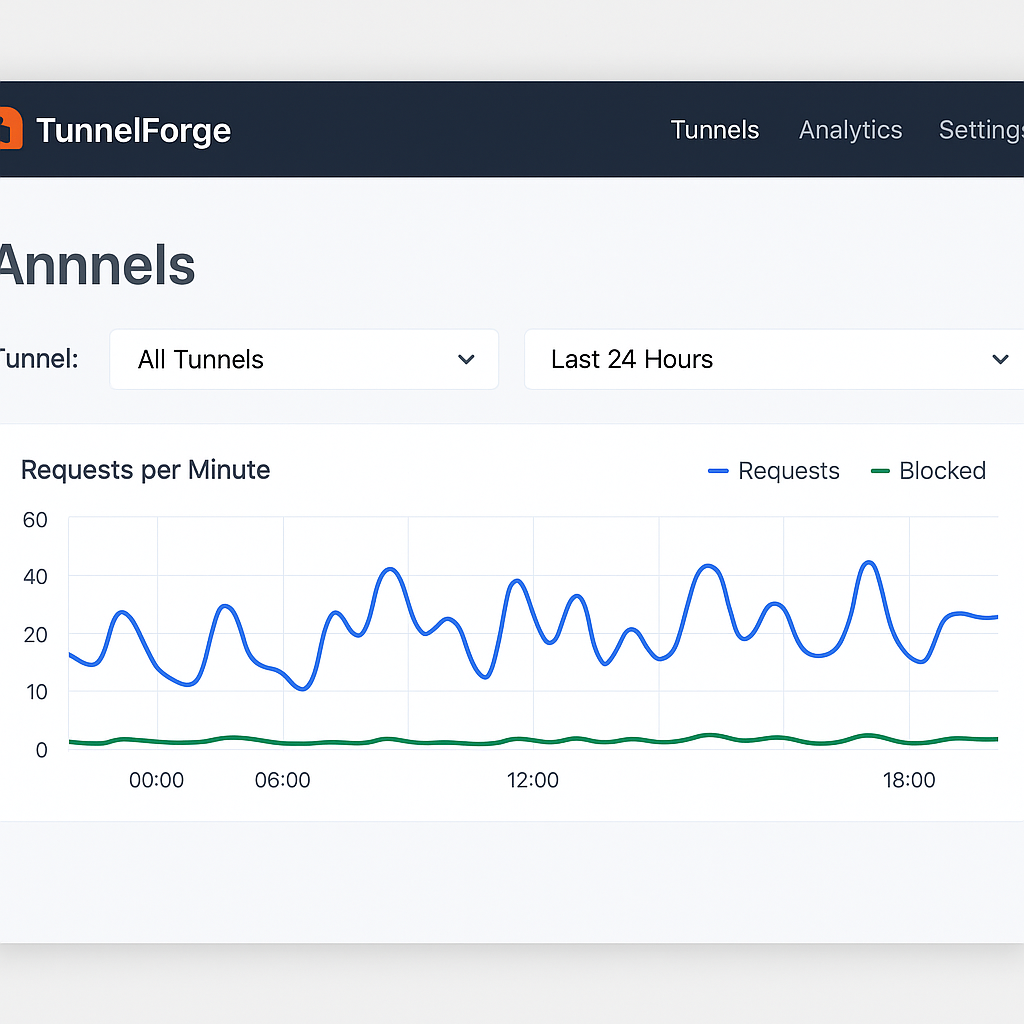 TunnelForge
Tunnels Analytics Settings
Annnels
Tunnel: All Tunnels Last 24 Hours
Requests per Minute Requests Blocked
60
40
20
10
0
00:00 06:00 12:00 18:00